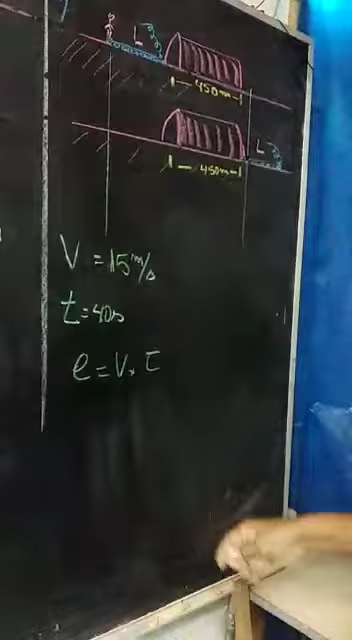 L
450m
450m
L
V = 15 m/s
t = 40s
e = V . t